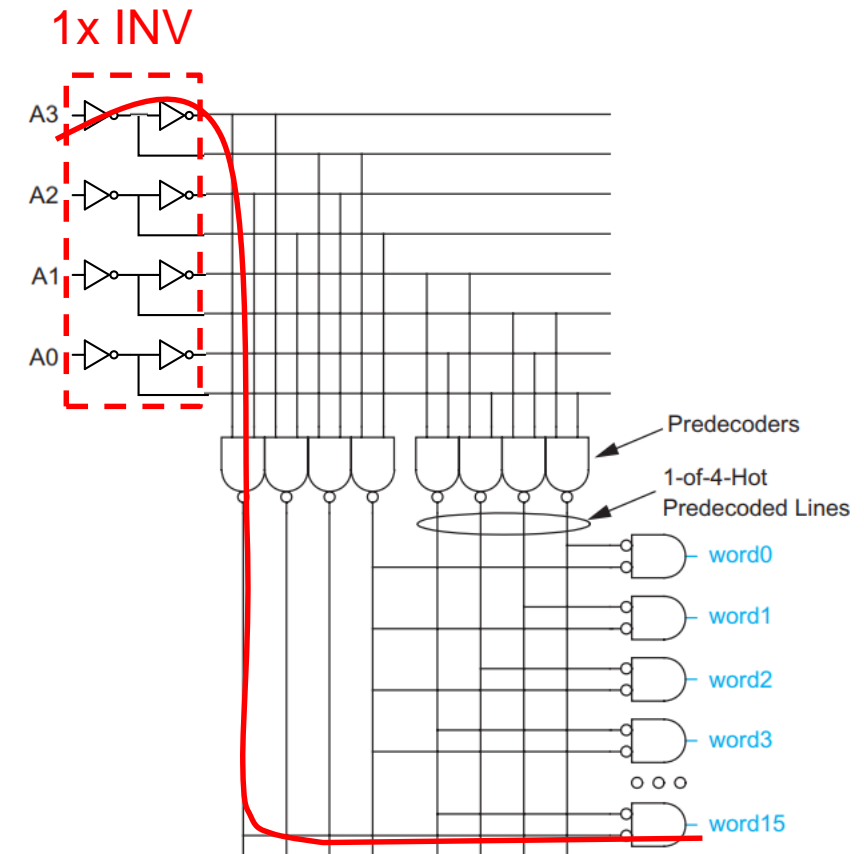 1x INV
A3
A2
A1
A0
Predecoders
1-of-4-Hot
Predecoded Lines
word0
word1
word2
word3
word15